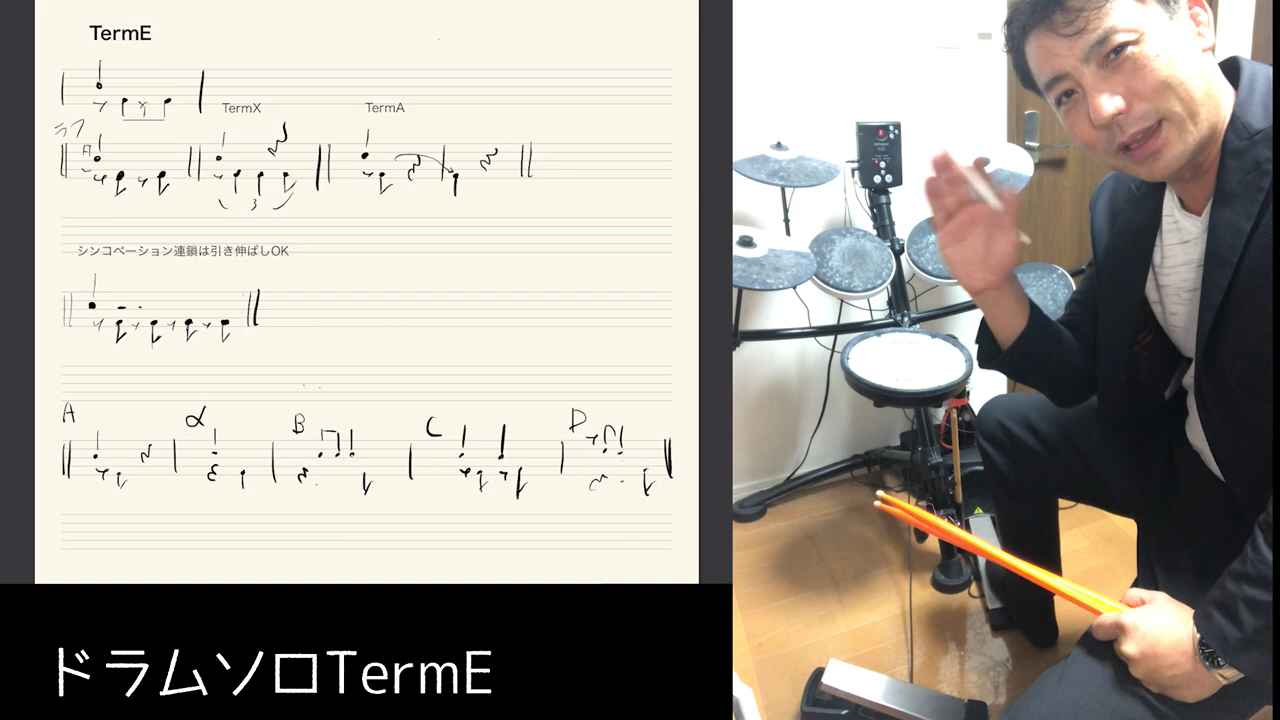 TermE
TermX TermA
ラフ
A
3
シンコペーション連鎖は引き伸ばしOK
A α B C D
ドラムソロTermE